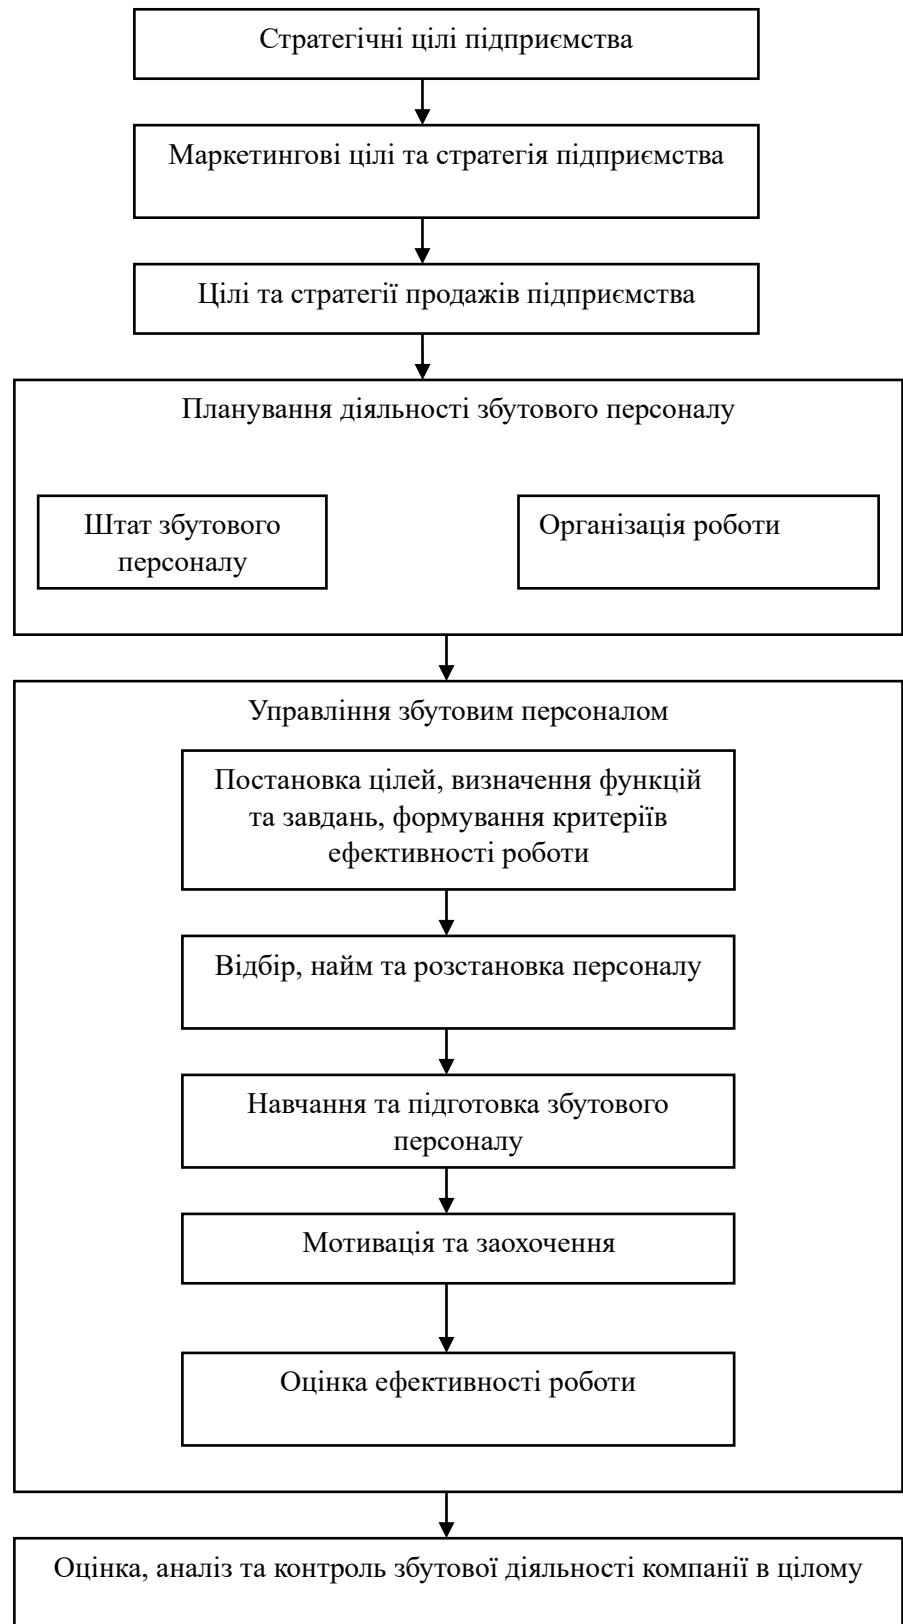 Стратегічні цілі підприємства
Маркетингові цілі та стратегія підприємства
Цілі та стратегії продажів підприємства
Планування діяльності збутового персоналу
Штат збутового
персоналу
Організація роботи
Управління збутовим персоналом
Постановка цілей, визначення функцій
та завдань, формування критеріїв
ефективності роботи
Відбір, найм та розстановка персоналу
Навчання та підготовка збутового
персоналу
Мотивація та заохочення
Оцінка ефективності роботи
Оцінка, аналіз та контроль збутової діяльності компанії в цілому